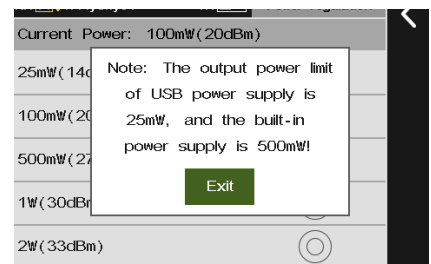 Current Power: 100mW(20dBm)
Note: The output power limit
of USB power supply is
25mW, and the built-in
power supply is 500mW!
Exit
25mW(14d
100mW(20
500mW(27
1W(30dBm
2W(33dBm)